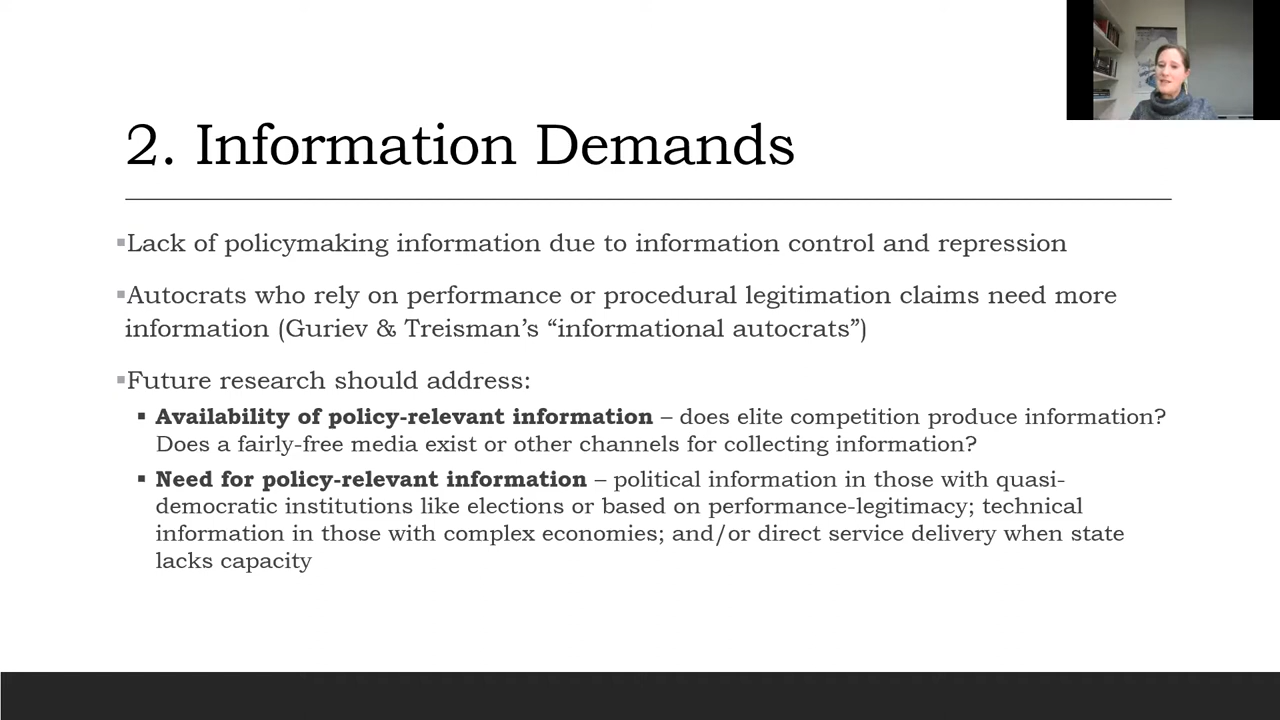 2. Information Demands
▪Lack of policymaking information due to information control and repression
▪Autocrats who rely on performance or procedural legitimation claims need more
information (Guriev & Treisman’s “informational autocrats”)
▪Future research should address:
▪ Availability of policy-relevant information – does elite competition produce information?
Does a fairly-free media exist or other channels for collecting information?
▪ Need for policy-relevant information – political information in those with quasi-
democratic institutions like elections or based on performance-legitimacy; technical
information in those with complex economies; and/or direct service delivery when state
lacks capacity